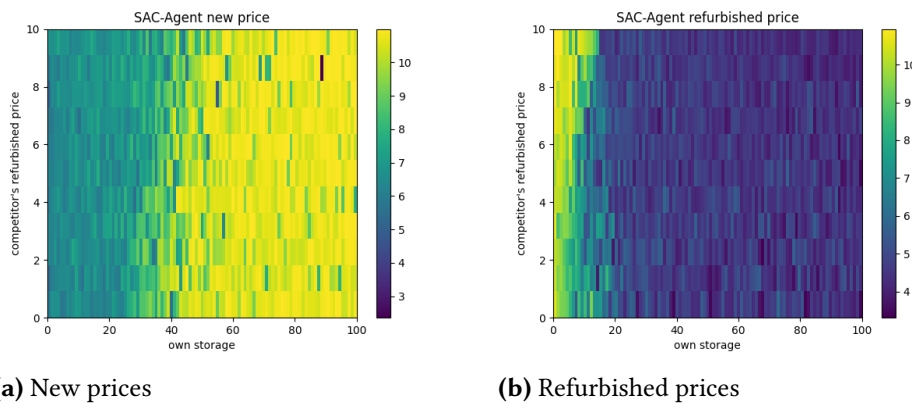 SAC-Agent new price
competitor's refurbished price
10
8
6
4
2
0
0 20 40 60 80 100
own storage
10
9
8
7
6
5
4
3
SAC-Agent refurbished price
competitor's refurbished price
10
8
6
4
2
0
0 20 40 60 80 100
own storage
10
9
8
7
6
5
4
a) New prices
(b) Refurbished prices